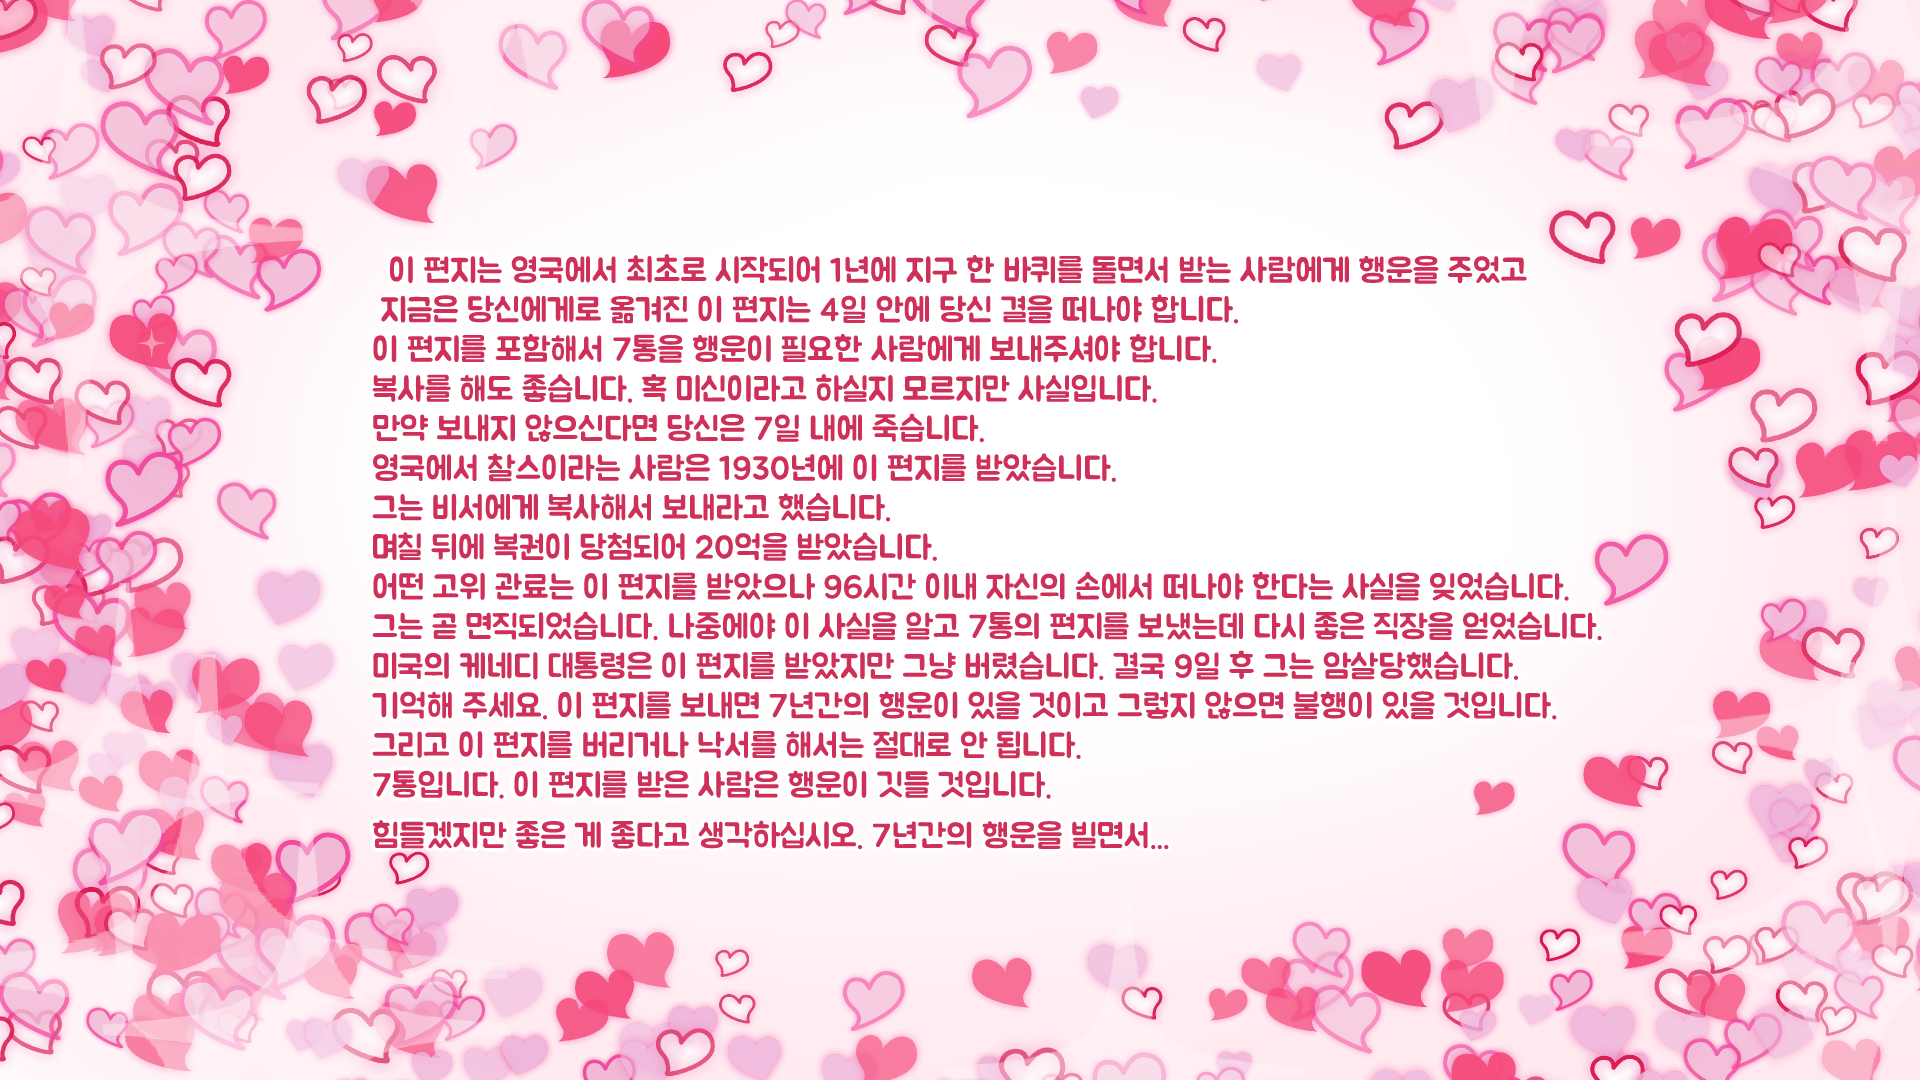 이 편지는 영국에서 최초로 시작되어 1년에 지구 한 바퀴를 돌면서 받는 사람에게 행운을 주었고
지금은 당신에게로 옮겨진 이 편지는 4일 안에 당신 곁을 떠나야 합니다.
이 편지를 포함해서 7통을 행운이 필요한 사람에게 보내주셔야 합니다.
복사를 해도 좋습니다. 혹 미신이라고 하실지 모르지만 사실입니다.
만약 보내지 않으신다면 당신은 7일 내에 죽습니다.
영국에서 찰스이라는 사람은 1930년에 이 편지를 받았습니다.
그는 비서에게 복사해서 보내라고 했습니다.
며칠 뒤에 복권이 당첨되어 20억을 받았습니다.
어떤 고위 관료는 이 편지를 받았으나 96시간 이내 자신의 손에서 떠나야 한다는 사실을 잊었습니다.
그는 곧 면직되었습니다. 나중에야 이 사실을 알고 7통의 편지를 보냈는데 다시 좋은 직장을 얻었습니다.
미국의 케네디 대통령은 이 편지를 받았지만 그냥 버렸습니다. 결국 9일 후 그는 암살당했습니다.
기억해 주세요. 이 편지를 보내면 7년간의 행운이 있을 것이고 그렇지 않으면 불행이 있을 것입니다.
그리고 이 편지를 버리거나 낙서를 해서는 절대로 안 됩니다.
7통입니다. 이 편지를 받은 사람은 행운이 깃들 것입니다.
힘들겠지만 좋은 게 좋다고 생각하십시오. 7년간의 행운을 빌면서...